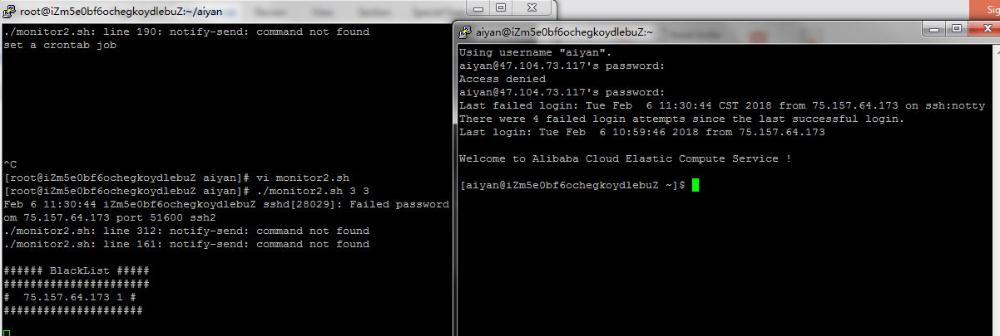 root@iZm5e0bf6ochegkoydlebuZ:~/aiyan
./monitor2.sh: line 190: notify-send: command not found
set a crontab job
^C
[root@iZm5e0bf6ochegkoydlebuZ aiyan]# vi monitor2.sh
[root@iZm5e0bf6ochegkoydlebuZ aiyan]# ./monitor2.sh 3 3
Feb 6 11:30:44 iZm5e0bf6ochegkoydlebuZ sshd[28029]: Failed password
om 75.157.64.173 port 51600 ssh2
./monitor2.sh: line 312: notify-send: command not found
./monitor2.sh: line 161: notify-send: command not found
###### BlackList #####
######################
#  75.157.64.173 1 #
#####################
aiyan@iZm5e0bf6ochegkoydlebuZ:~
Using username "aiyan".
aiyan@47.104.73.117's password:
Access denied
aiyan@47.104.73.117's password:
Last failed login: Tue Feb  6 11:30:44 CST 2018 from 75.157.64.173 on ssh:notty
There were 4 failed login attempts since the last successful login.
Last login: Tue Feb  6 10:59:46 2018 from 75.157.64.173
Welcome to Alibaba Cloud Elastic Compute Service !
[aiyan@iZm5e0bf6ochegkoydlebuZ ~]$